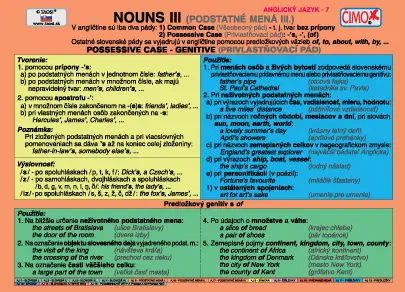 © TAOSI®
www.taosi.sk
NOUNS III (PODSTATNÉ MENÁ III.)
ANGLICKÝ JAZYK - 7
ČIMO
V angličtine sú iba dva pády: 1) Common Case (Všeobecný pád) - t. j. tvar bez prípony
2) Possessive Case (Privlastňovací pád): -'s, -', (of)
Ostatné slovenské pády sa vyjadrujú v angličtine pomocou predložkových väzieb of, to, about, with, by, ...
POSSESSIVE CASE - GENITIVE (PRIVLASTŇOVACÍ PÁD)
Tvorenie:
1. pomocou prípony -'s:
a) po podstatných menách v jednotnom čísle: father's, ...
b) po podstatných menách v množnom čísle, ak majú
nepravidelný tvar: men's, children's, ...
2. pomocou apostrofu -':
a) v množnom čísle zakončenom na -(e)s: friends', ladies', ...
b) pri vlastných menách osôb zakončených na -s:
Hercules', James', Charles', ...
Poznámka:
Pri zložených podstatných menách a pri viacslovných
pomenovaniach sa dáva 's až na koniec celej zloženiny:
father-in-law's, somebody else's, ...
Výslovnosť:
/s/ - po spoluhláskach /p, t, k, f/: Dick's, a Czech's, ...
/z/ - po samohláskach, dvojhláskach a spoluhláskach
/b, d, g, v, m, n, l, ŋ, ð/: his friend's, the lady's, ...
/iz/ - po spoluhláskach /s, š, z, ž, č, dž/: the fox's, James', ...
Použitie:
1. Pri menách osôb a živých bytostí zodpovedá slovenskému
privlastňovaciemu prídavnému menu alebo privlastňovaciemu genitívu:
father's pipe (otcova fajka)
St. Paul's Cathedral (katedrála sv. Pavla)
2. Pri neživotných podstatných menách:
a) pri výrazoch vyjadrujúcich čas, vzdialenosť, mieru, hodnotu:
a five miles' distance (päťmíľová vzdialenosť)
b) pri názvoch ročných období, mesiacov a dní, pri slovách
sun, moon, earth, world:
a lovely summer's day (krásny letný deň)
April's showers (aprílové prehánky)
c) pri názvoch zemepisných celkov v negeografickom zmysle:
England's greatest explorer (najväčší bádateľ Anglicka)
d) pri výrazoch ship, boat, vessel:
the ship's cargo (lodný náklad)
e) pri personifikácii (v poézii):
Fortune's favourite (miláčik šťasteny)
f) v ustálených spojeniach:
art for art's sake (umenie pre umenie)
Predložkový genitív s of
Použitie:
1. Na bližšie určenie neživotného podstatného mena:
the streets of Bratislava (ulice Bratislavy)
the door of the room (dvere izby)
2. Na označenie objektu slovesného deja vyjadreného podst. m.:
the visit of the king (návšteva kráľa)
the crossing of the river (prechod cez rieku)
3. Na označenie časti väčšieho celku:
a large part of the town (veľká časť mesta)
4. Po údajoch o množstve a váhe:
a slice of bread (krajec chleba)
a pair of shoes (pár topánok)
5. Zemepisné pojmy continent, kingdom, city, town, county:
the continent of Africa (africký kontinent)
the kingdom of Denmark (Dánske kráľovstvo)
the city of New York (mesto New York)
the county of Kent (grófstvo Kent)